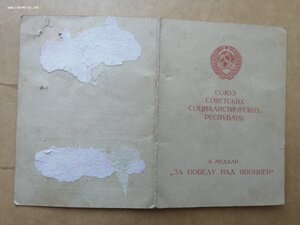 СОЮЗ
СОВЕТСКИХ
СОЦИАЛИСТИЧЕСКИХ
РЕСПУБЛИК
К МЕДАЛИ
„ЗА ПОБЕДУ НАД ЯПОНИЕЙ"